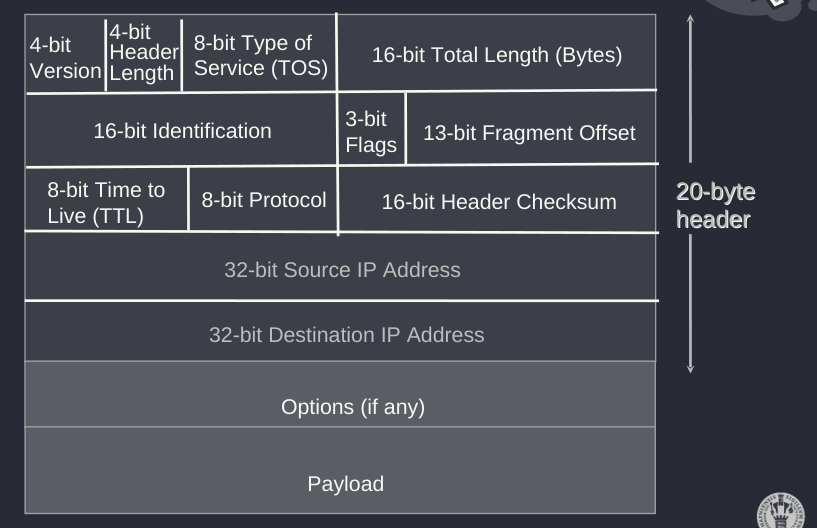 4-bit
Version
4-bit
Header
Length
8-bit Type of
Service (TOS)
16-bit Total Length (Bytes)
16-bit Identification
3-bit
Flags
13-bit Fragment Offset
8-bit Time to
Live (TTL)
8-bit Protocol
16-bit Header Checksum
20-byte
header
32-bit Source IP Address
32-bit Destination IP Address
Options (if any)
Payload